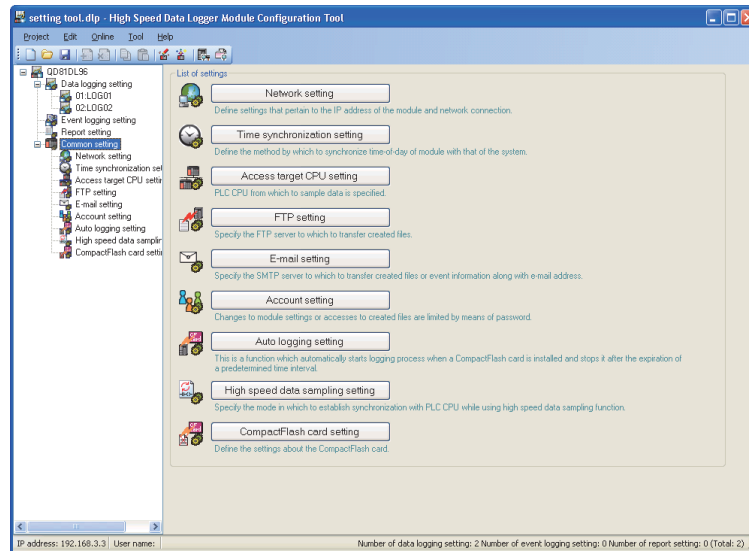 setting tool.dlp - High Speed Data Logger Module Configuration Tool
Project Edit Online Tool Help
QD81DL96
Data logging setting
01:LOG01
02:LOG02
Event logging setting
Report setting
Common setting
Network setting
Time synchronization set
Access target CPU settin
FTP setting
E-mail setting
Account setting
Auto logging setting
High speed data samplin
CompactFlash card settin
List of settings
Network setting
Define settings that pertain to the IP address of the module and network connection.
Time synchronization setting
Define the method by which to synchronize time-of-day of module with that of the system.
Access target CPU setting
PLC CPU from which to sample data is specified.
FTP setting
Specify the FTP server to which to transfer created files.
E-mail setting
Specify the SMTP server to which to transfer created files or event information along with e-mail address.
Account setting
Changes to module settings or accesses to created files are limited by means of password.
Auto logging setting
This is a function which automatically starts logging process when a CompactFlash card is installed and stops it after the expiration of
a predetermined time interval.
High speed data sampling setting
Specify the mode in which to establish synchronization with PLC CPU while using high speed data sampling function.
CompactFlash card setting
Define the settings about the CompactFlash card.
IP address: 192.168.3.3 User name: Number of data logging setting: 2 Number of event logging setting: 0 Number of report setting: 0 (Total: 2)